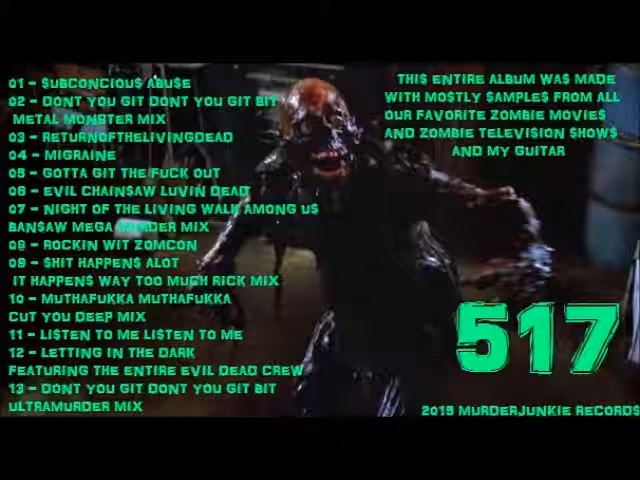 01 - $UBCONCIOU$ ABU$E
02 - DONT YOU GIT DONT YOU GIT BIT
METAL MON$TER MIX
03 - RETURNOFTHELIVINGDEAD
04 - MIGRAINE
05 - GOTTA GIT THE FUCK OUT
06 - EVIL CHAIN$AW LUVIN DEAD
07 - NIGHT OF THE LIVING WALK AMONG U$
BAN$AW MEGA MURDER MIX
08 - ROCKIN WIT ZOMCON
09 - $HIT HAPPEN$ ALOT
IT HAPPEN$ WAY TOO MUCH RICK MIX
10 - MUTHAFUKKA MUTHAFUKKA
CUT YOU DEEP MIX
11 - LI$TEN TO ME LI$TEN TO ME
12 - LETTING IN THE DARK
FEATURING THE ENTIRE EVIL DEAD CREW
13 - DONT YOU GIT DONT YOU GIT BIT
ULTRAMURDER MIX
THI$ ENTIRE ALBUM WA$ MADE
WITH MO$TLY $AMPLE$ FROM ALL
OUR FAVORITE ZOMBIE MOVIE$
AND ZOMBIE TELEVI$ION $HOW$
AND MY GUITAR
517
2015 MURDERJUNKIE RECORD$